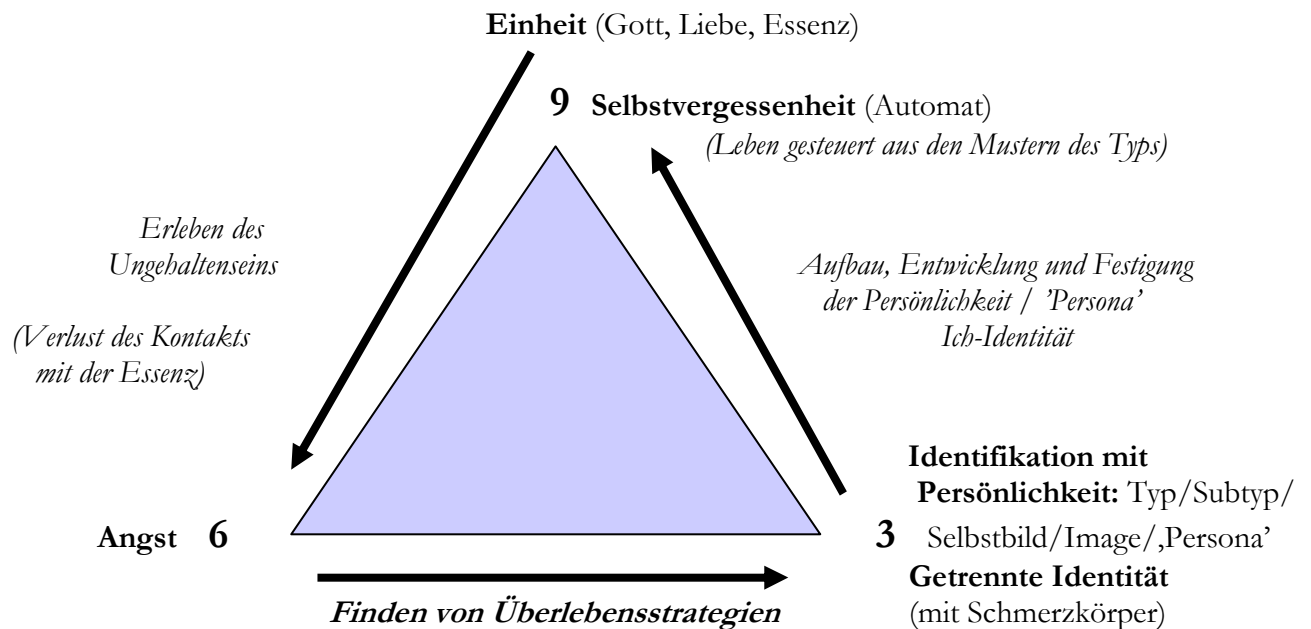 Einheit (Gott, Liebe, Essenz)
9 Selbstvergessenheit (Automat)
(Leben gesteuert aus den Mustern des Typs)
Erleben des
Ungehaltenseins
(Verlust des Kontakts
mit der Essenz)
Aufbau, Entwicklung und Festigung
der Persönlichkeit / 'Persona'
Ich-Identität
Angst 6
Identifikation mit
Persönlichkeit: Typ/Subtyp/
3 Selbstbild/Image/‚Persona'
Getrennte Identität
(mit Schmerzkörper)
Finden von Überlebensstrategien